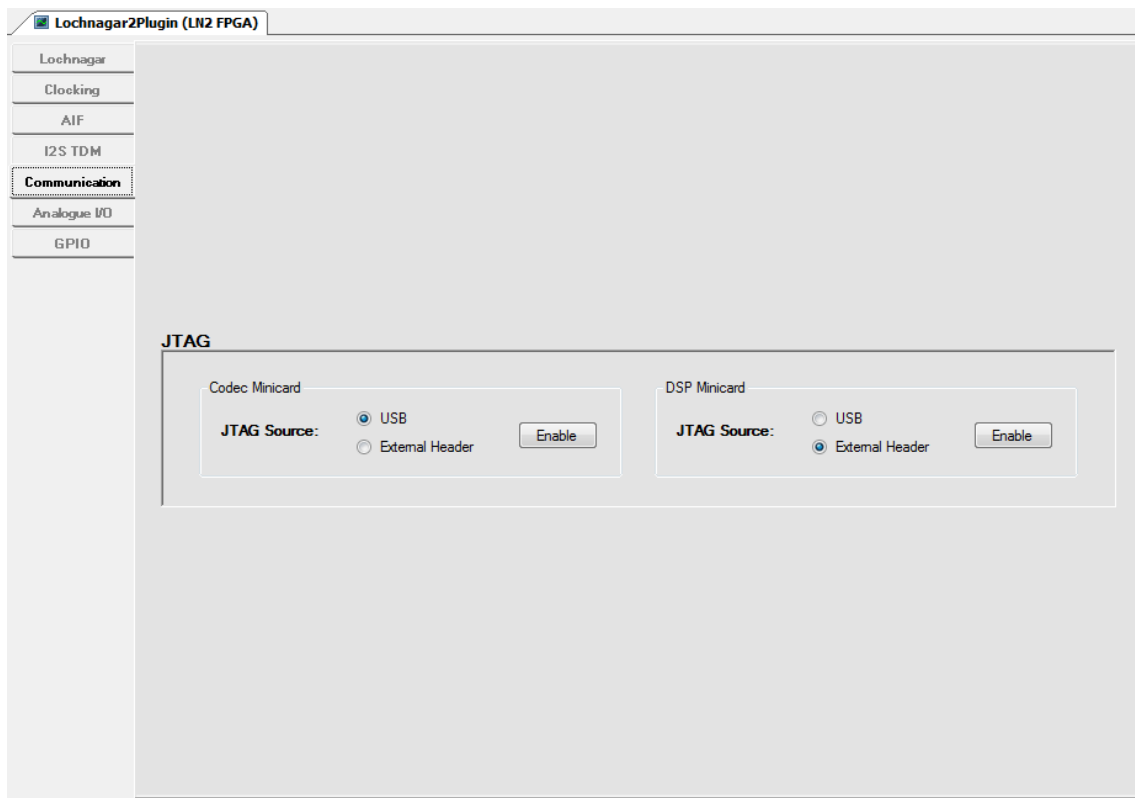 Lochnagar2Plugin (LN2 FPGA)
Lochnagar
Clocking
AIF
I2S TDM
Communication
Analogue I/O
GPIO
JTAG
Codec Minicard
JTAG Source:
USB
External Header
Enable
DSP Minicard
JTAG Source:
USB
External Header
Enable